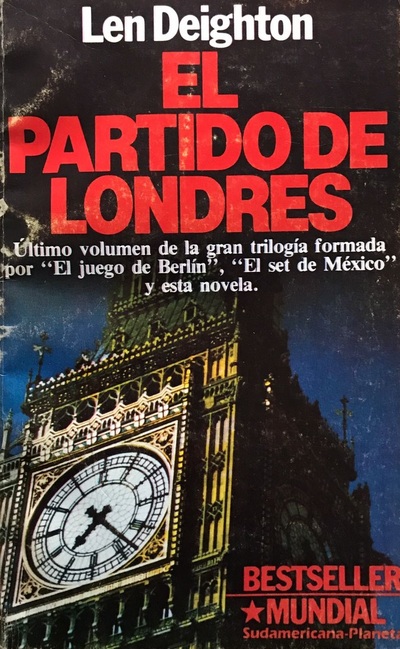 Len Deighton
EL
PARTIDO DE
LONDRES
Último volumen de la gran trilogía formada
por “El juego de Berlín”, “El set de México”
y esta novela.
BESTSELLER
★MUNDIAL
Sudamericana-Planeta